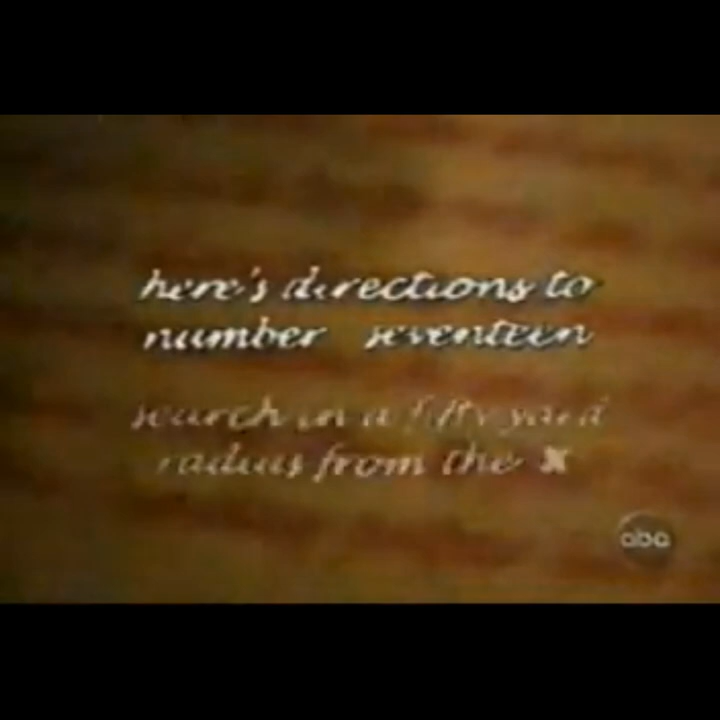 here's directions to
number seventeen
search in a fifty yard
radius from the x
abc